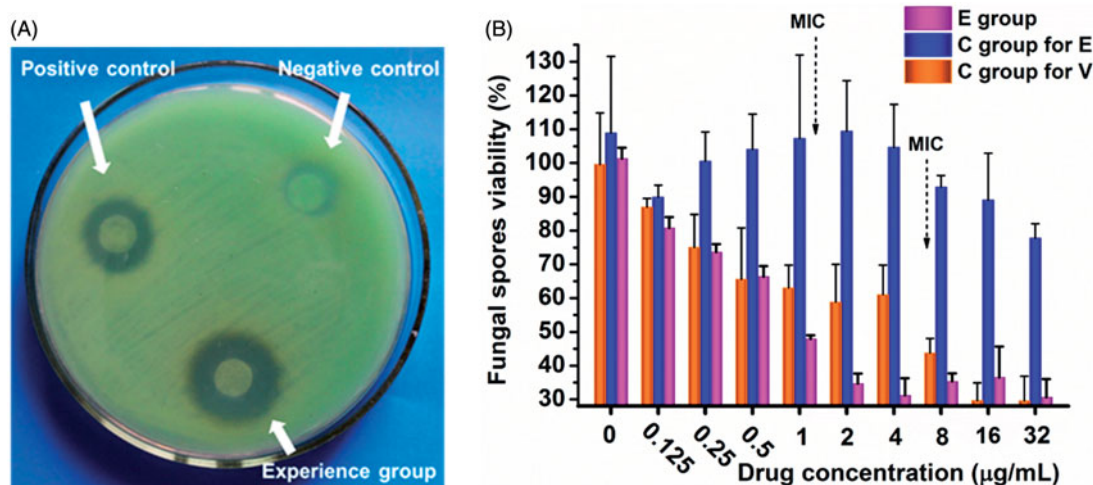 (A)
Positive control
Negative control
Experience group
(B)
MIC
MIC
E group
C group for E
C group for V
Fungal spores viability (%)
130
120
110
100
90
80
70
60
50
40
30
0 0.125 0.25 0.5 1 2 4 8 16 32
Drug concentration (μg/mL)